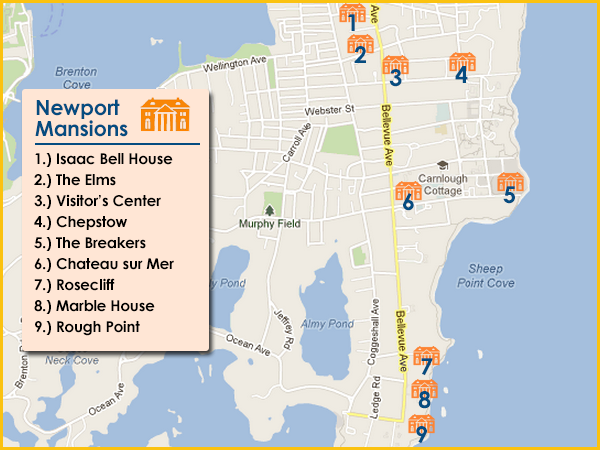 Newport
Mansions
1.) Isaac Bell House
2.) The Elms
3.) Visitor's Center
4.) Chepstow
5.) The Breakers
6.) Chateau sur Mer
7.) Rosecliff
8.) Marble House
9.) Rough Point
Brenton
Cove
Wellington Ave
Ave
1
2
3
4
Webster St
Carroll Ave
Bellevue Ave
Carnlough
Cottage
5
6
Murphy Field
Sheep
Point Cove
Pond
Almy Pond
Jeffrey Rd
Coggeshall Ave
Bellevue Ave
Ocean Ave
Neck Cove
Ocean Ave
Ledge Rd
7
8
9